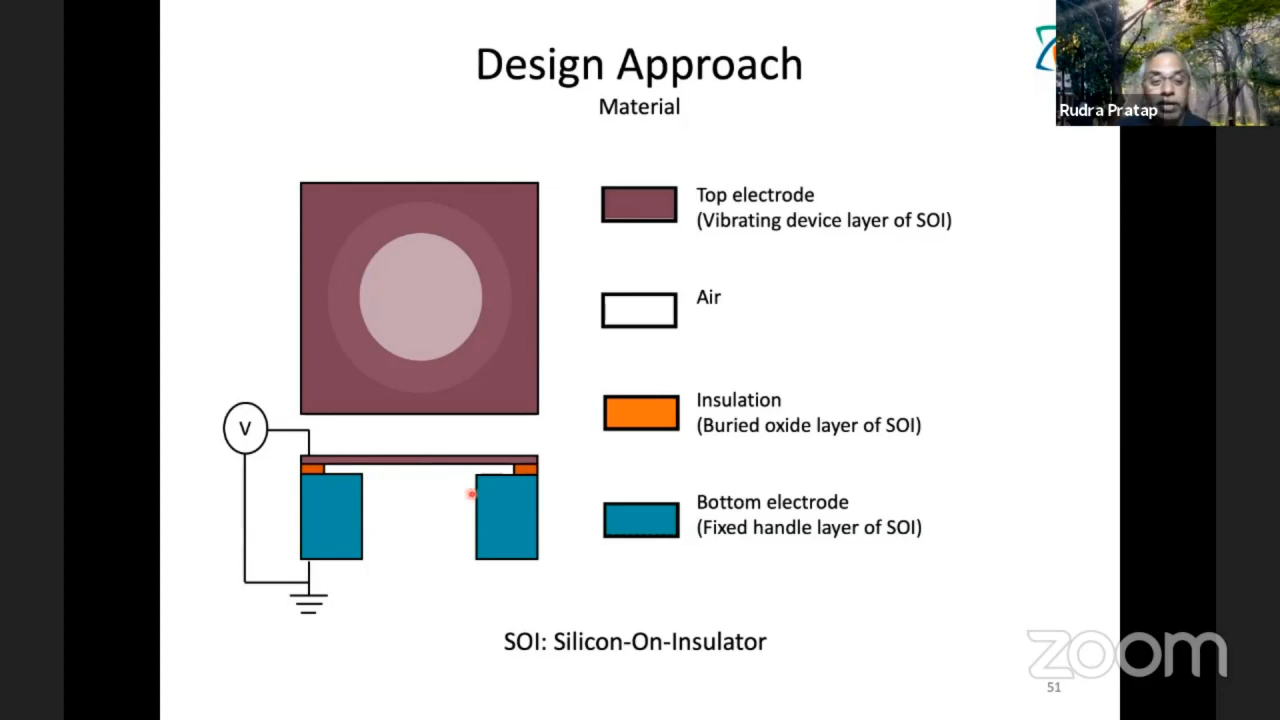 Design Approach
Material
Rudra Pratap
Top electrode
(Vibrating device layer of SOI)
Air
Insulation
(Buried oxide layer of SOI)
V
Bottom electrode
(Fixed handle layer of SOI)
SOI: Silicon-On-Insulator
zoom
51